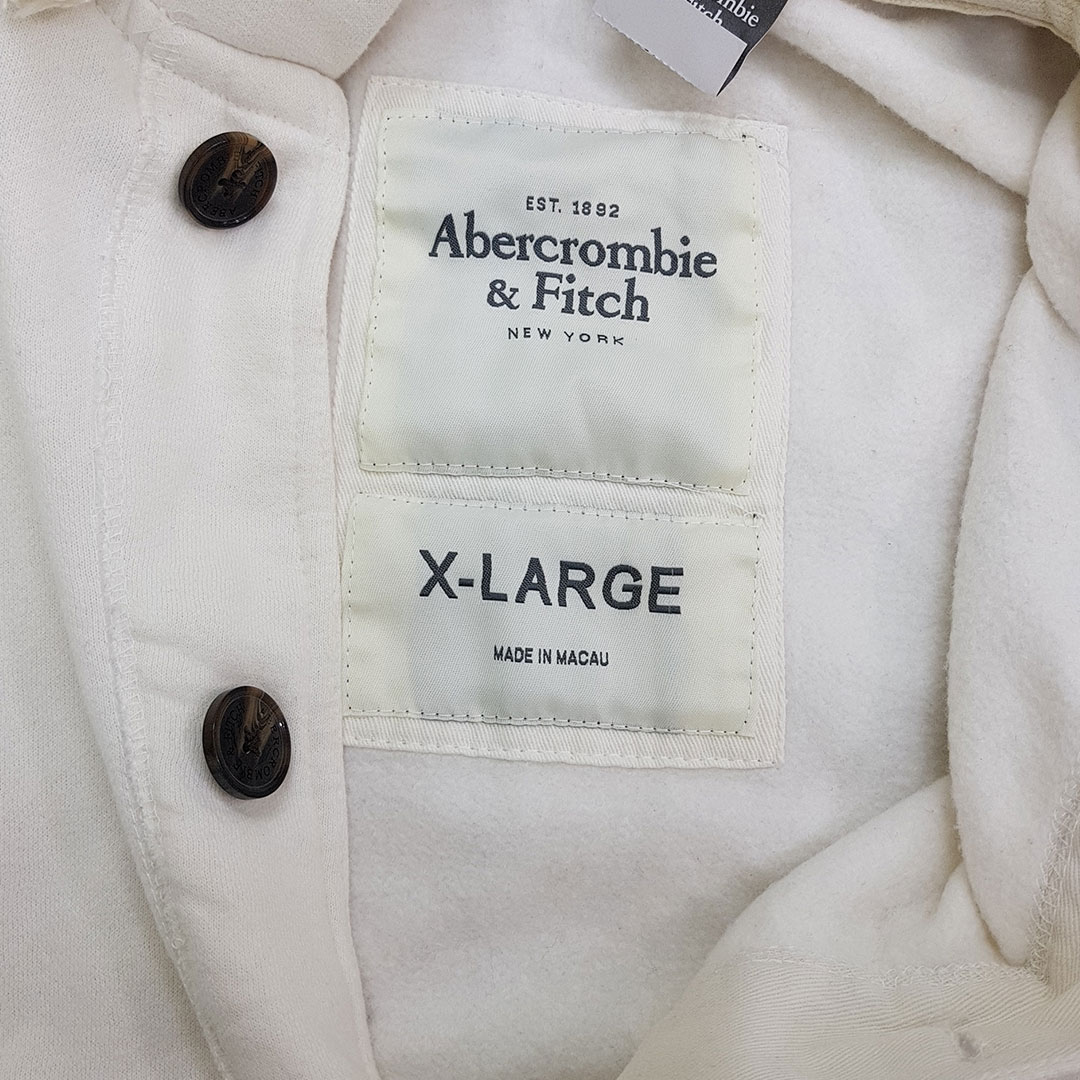 EST. 1892
Abercrombie
& Fitch
NEW YORK
X-LARGE
MADE IN MACAU